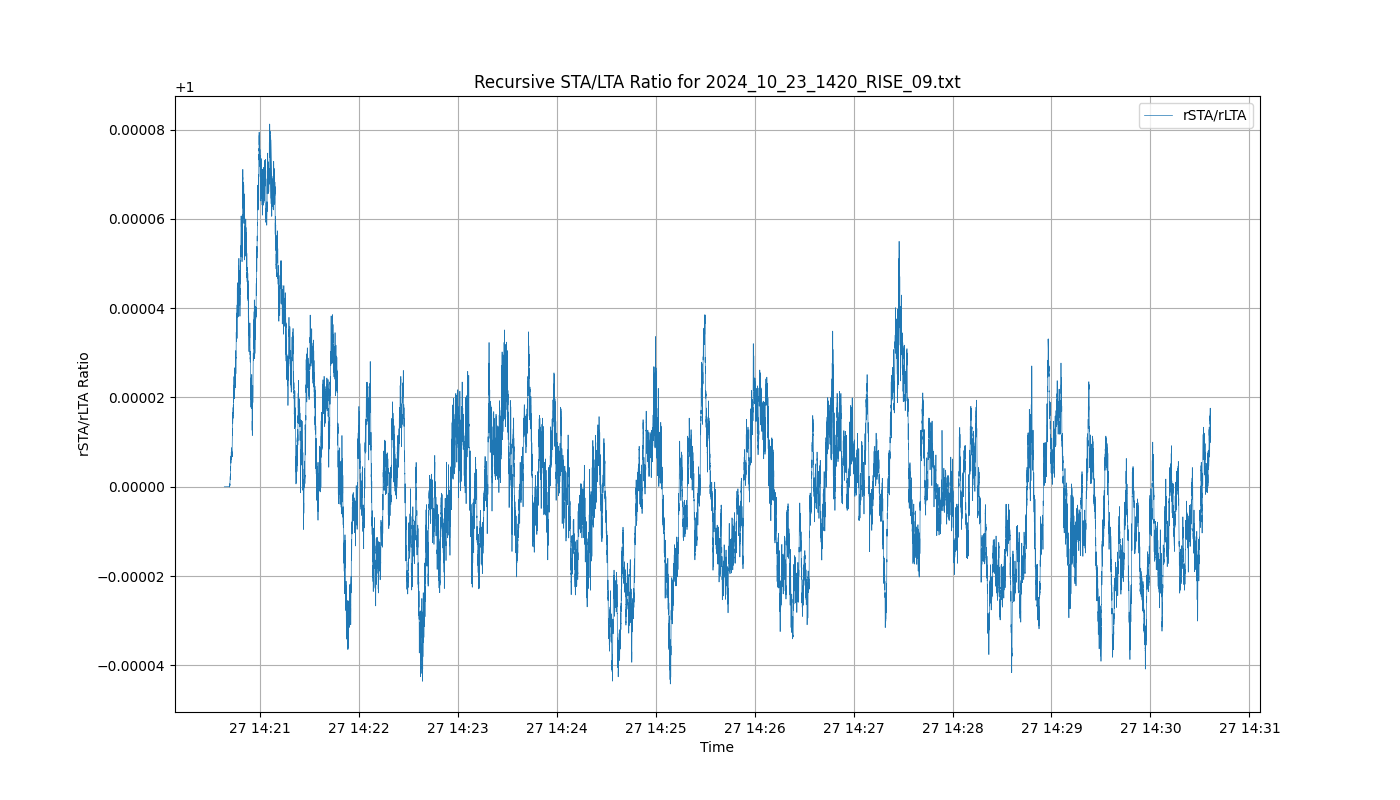 Recursive STA/LTA Ratio for 2024_10_23_1420_RISE_09.txt
+1
rSTA/rLTA
0.00008
0.00006
0.00004
0.00002
0.00000
−0.00002
−0.00004
rSTA/rLTA Ratio
27 14:21 27 14:22 27 14:23 27 14:24 27 14:25 27 14:26 27 14:27 27 14:28 27 14:29 27 14:30 27 14:31
Time